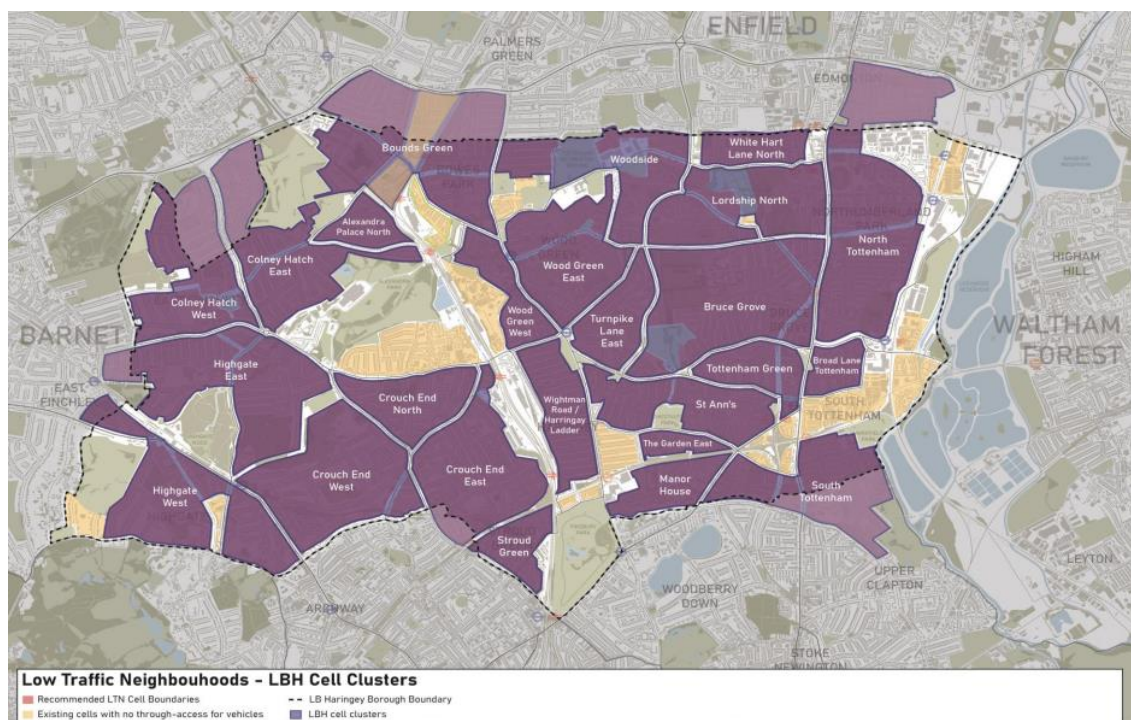 ENFIELD
PALMERS
GREEN
EDMONTON
Bounds Green
Woodside
White Hart
Lane North
Lordship North
Alexandra
Palace North
North
Tottenham
HIGHAM
HILL
Colney Hatch
East
Wood Green
East
Colney Hatch
West
Wood
Green
West
Bruce Grove
Turnpike
Lane
East
BARNET
WALTHAM
FOREST
Highgate
East
EAST
FINCHLEY
Tottenham Green
Broad Lane
Tottenham
Crouch End
North
Wightman
Road /
Harringay
Ladder
St Ann's
SOUTH
TOTTENHAM
The Garden East
Crouch End
West
Crouch End
East
Highgate
West
Manor
House
South
Tottenham
Stroud
Green
UPPER
CLAPTON
LEYTON
WOODBERRY
DOWN
ARCHWAY
STOKE
NEWINGTON
Low Traffic Neighbouhoods - LBH Cell Clusters
Recommended LTN Cell Boundaries
LB Haringey Borough Boundary
Existing cells with no through-access for vehicles
LBH cell clusters